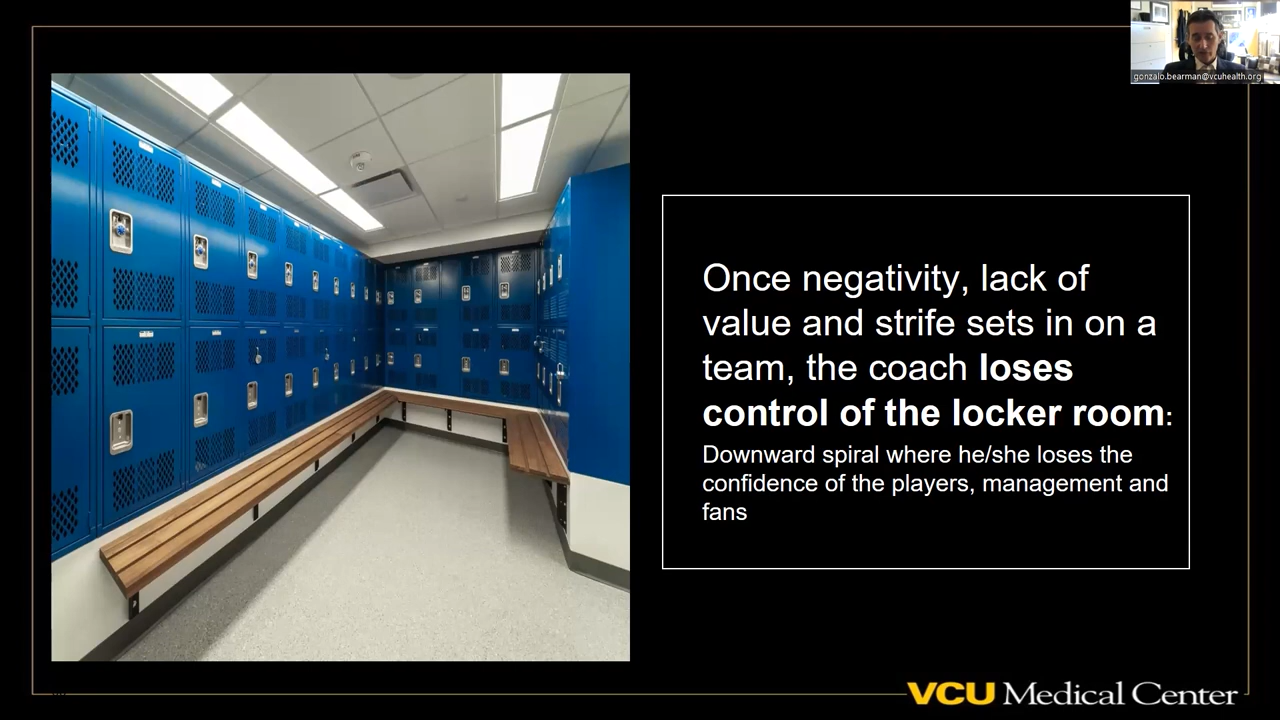 gonzalo.bearman@vcuhealth.org
Once negativity, lack of
value and strife sets in on a
team, the coach loses
control of the locker room:
Downward spiral where he/she loses the
confidence of the players, management and
fans
VCU Medical Center